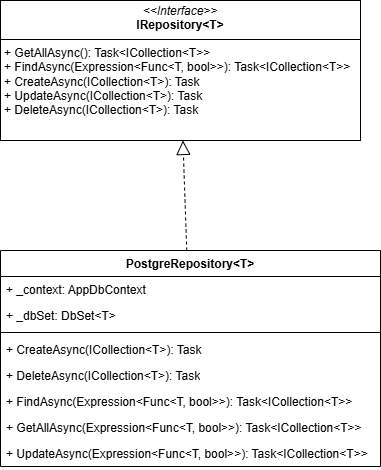 <<Interface>>
IRepository<T>
+ GetAllAsync(): Task<ICollection<T>>
+ FindAsync(Expression<Func<T, bool>>): Task<ICollection<T>>
+ CreateAsync(ICollection<T>): Task
+ UpdateAsync(ICollection<T>): Task
+ DeleteAsync(ICollection<T>): Task
PostgreRepository<T>
+ _context: AppDbContext
+ _dbSet: DbSet<T>
+ CreateAsync(ICollection<T>): Task
+ DeleteAsync(ICollection<T>): Task
+ FindAsync(Expression<Func<T, bool>>): Task<ICollection<T>>
+ GetAllAsync(Expression<Func<T, bool>>): Task<ICollection<T>>
+ UpdateAsync(Expression<Func<T, bool>>): Task<ICollection<T>>